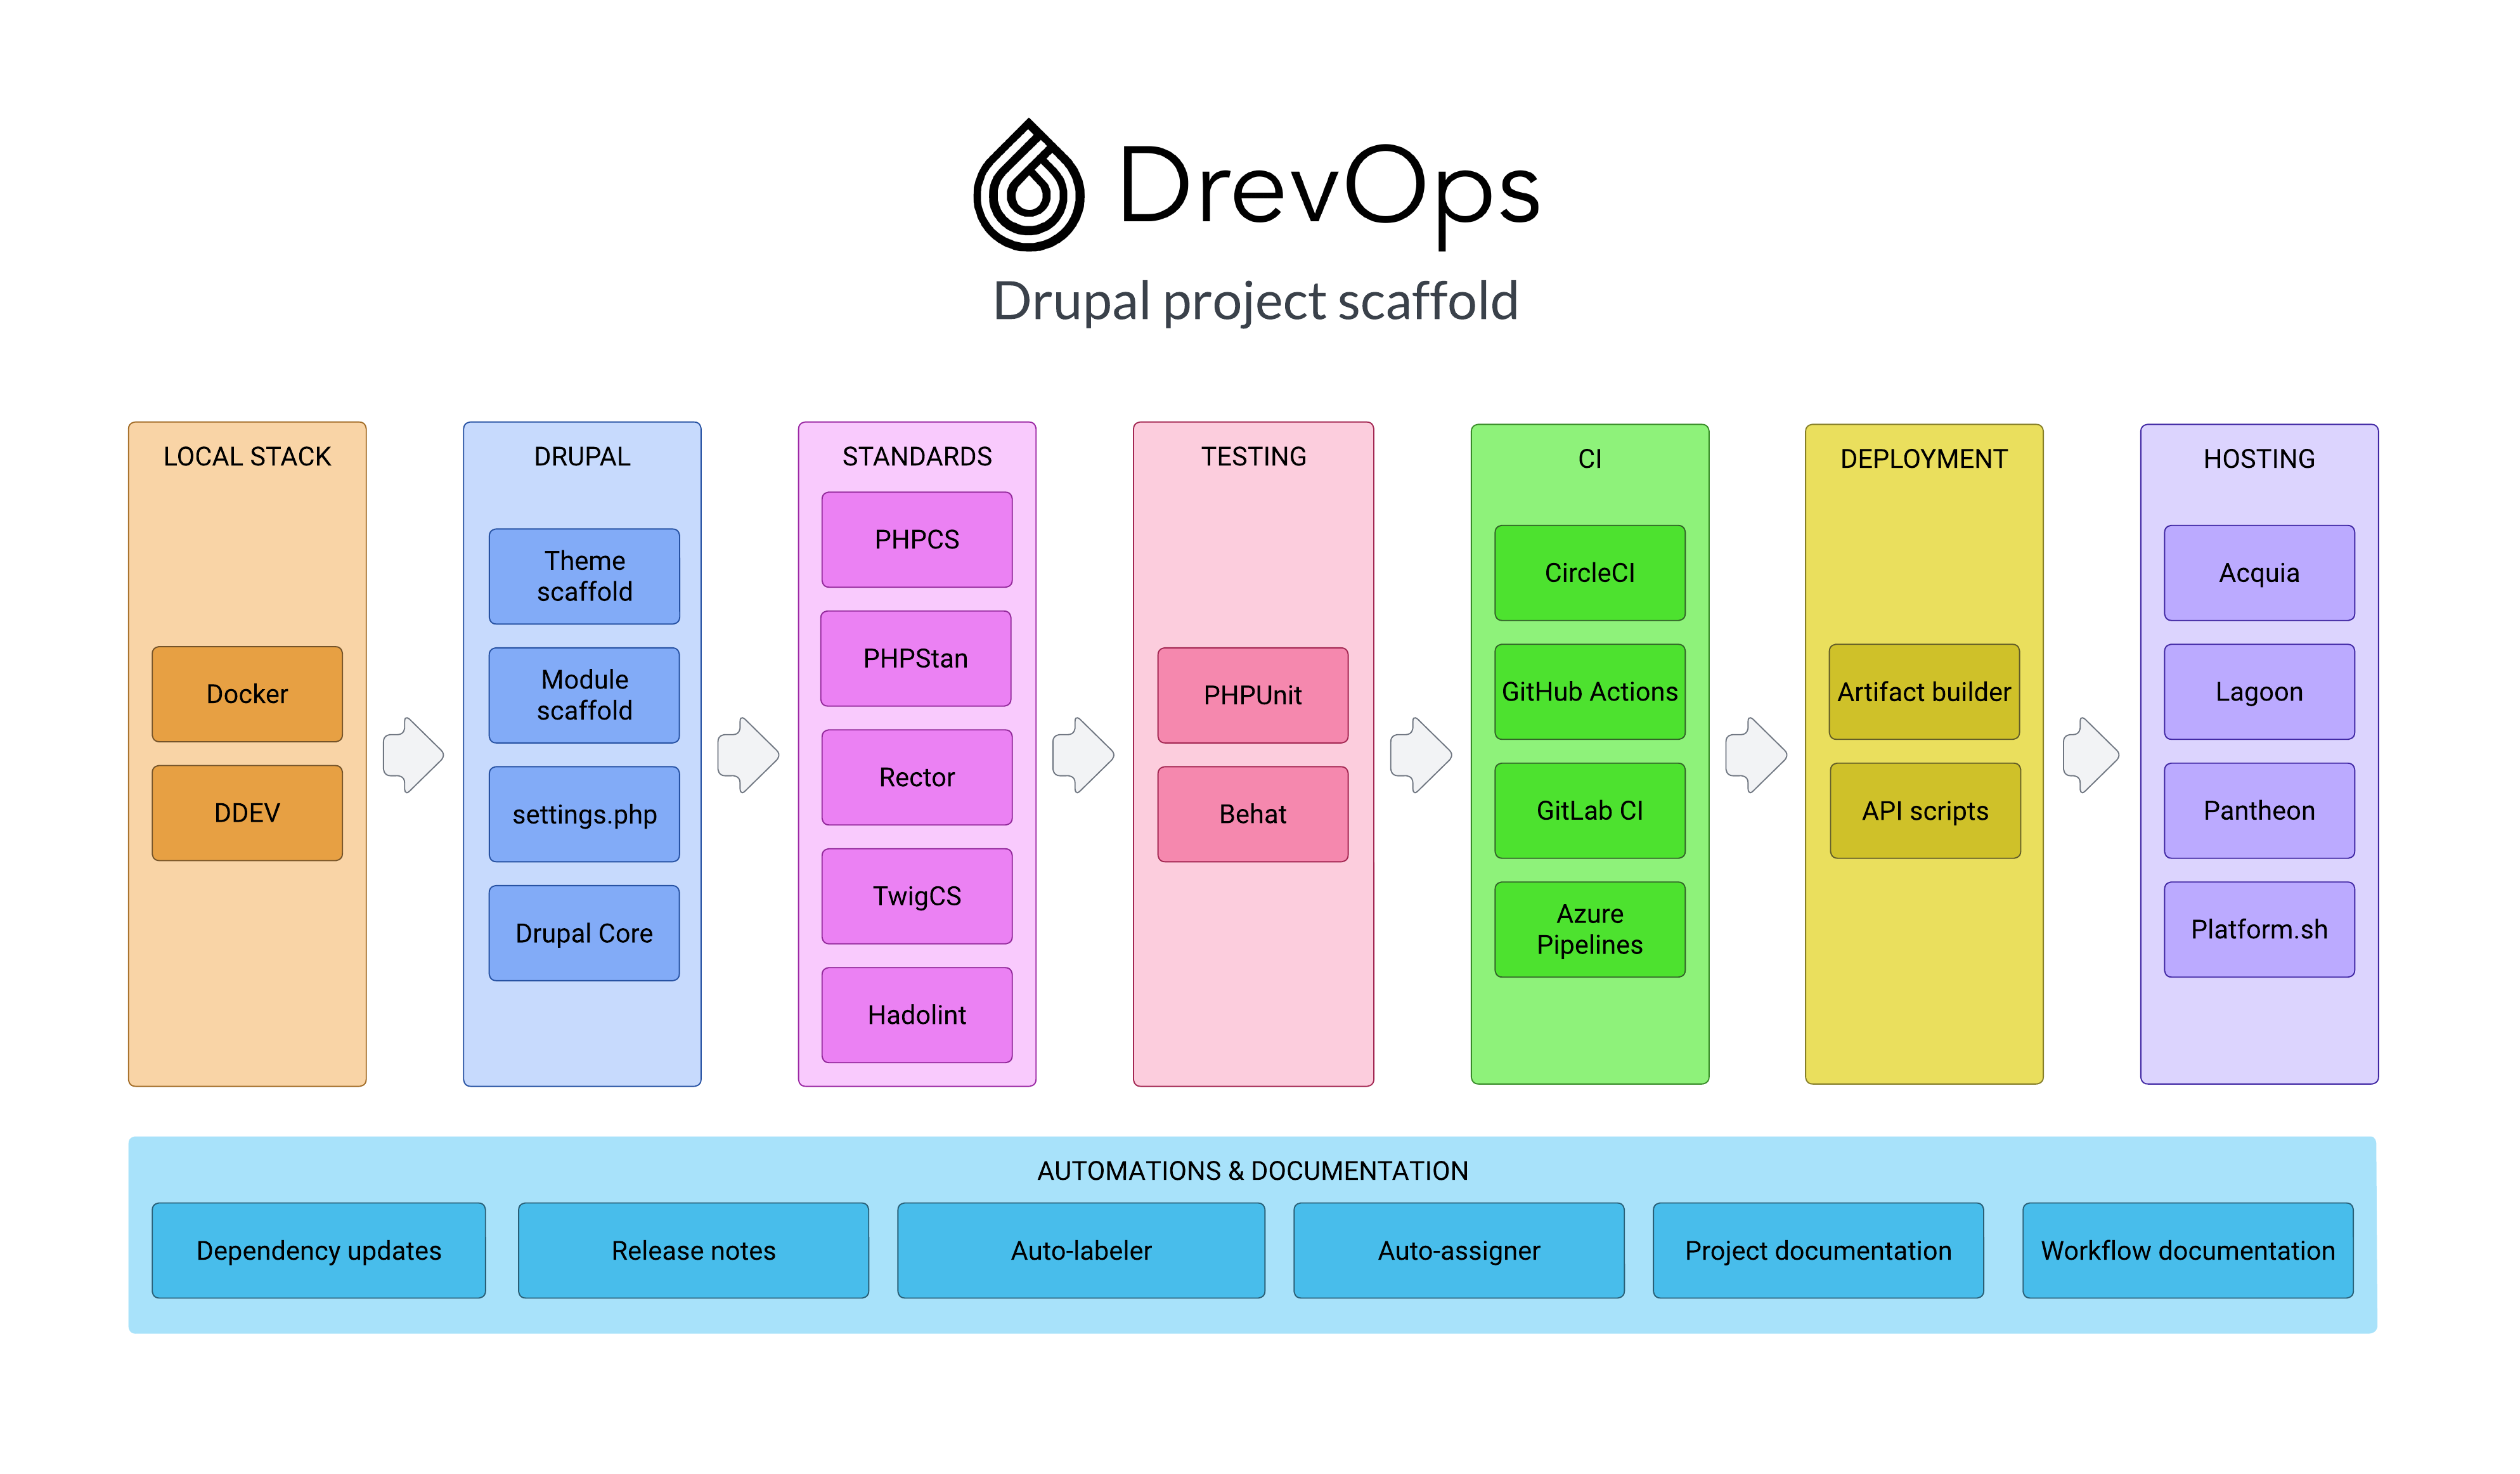 DrevOps
Drupal project scaffold
LOCAL STACK
Docker
DDEV
DRUPAL
Theme
scaffold
Module
scaffold
settings.php
Drupal Core
STANDARDS
PHPCS
PHPStan
Rector
TwigCS
Hadolint
TESTING
PHPUnit
Behat
CI
CircleCI
GitHub Actions
GitLab CI
Azure
Pipelines
DEPLOYMENT
Artifact builder
API scripts
HOSTING
Acquia
Lagoon
Pantheon
Platform.sh
AUTOMATIONS & DOCUMENTATION
Dependency updates
Release notes
Auto-labeler
Auto-assigner
Project documentation
Workflow documentation